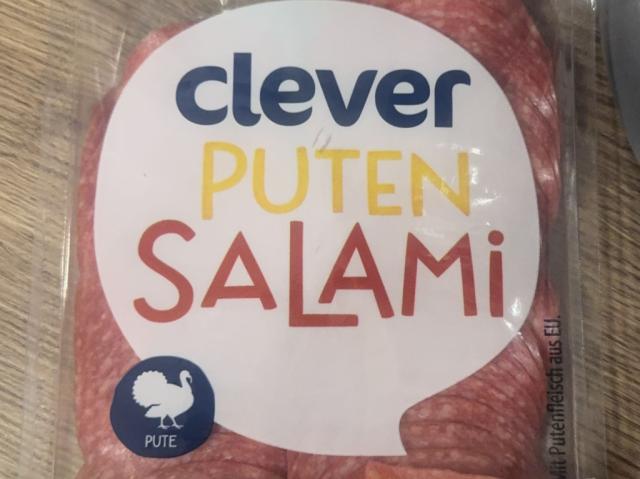 clever
PUTEN
SALAMi
PUTE
Mit Putenfleisch aus EU.